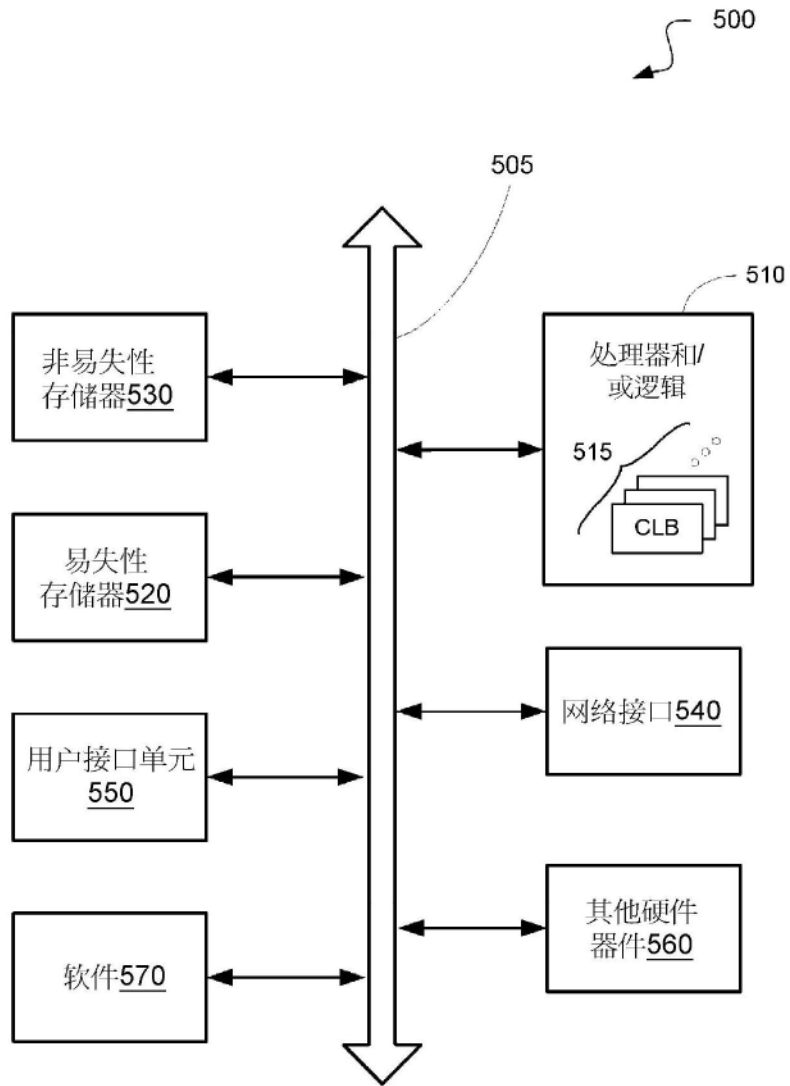 500
505
510
非易失性
存储器530
处理器和/
或逻辑
515
CLB
易失性
存储器520
网络接口540
用户接口单元
550
其他硬件
器件560
软件570